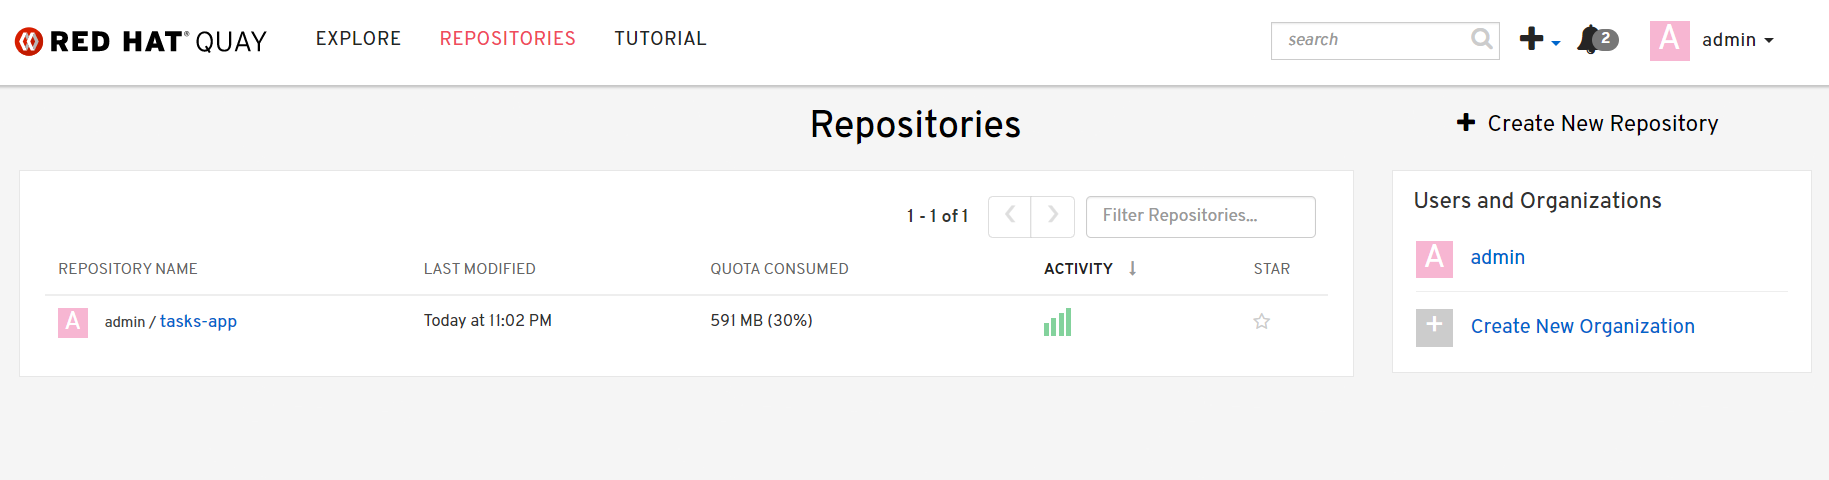 RED HAT® QUAY EXPLORE REPOSITORIES TUTORIAL search 2 A admin
Repositories
Create New Repository
1 - 1 of 1 Filter Repositories...
REPOSITORY NAME LAST MODIFIED QUOTA CONSUMED ACTIVITY STAR
A admin / tasks-app Today at 11:02 PM 591 MB (30%)
Users and Organizations
A admin
Create New Organization